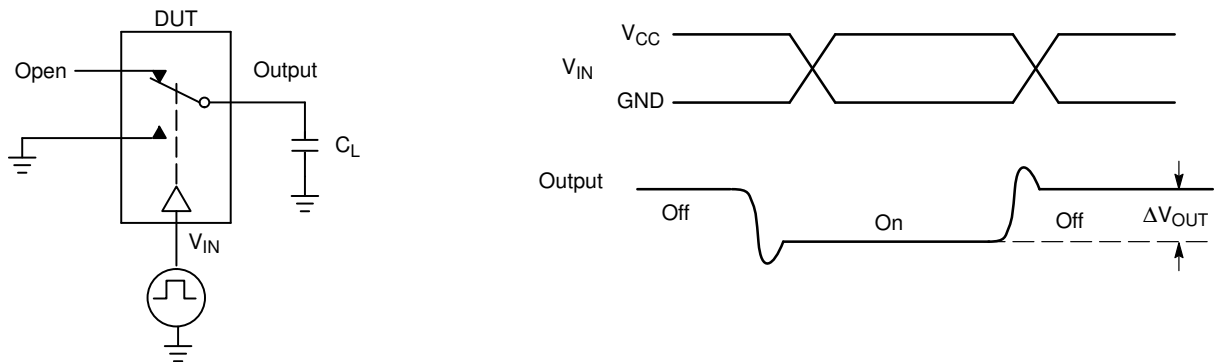 DUT
Open
Output
C_L
V_IN
V_CC
V_IN
GND
Output
Off
On
Off
ΔV_OUT